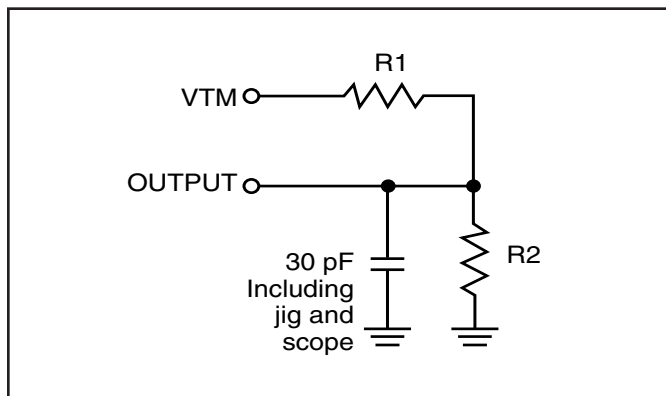 R1
VTM
OUTPUT
R2
30 pF
Including
jig and
scope